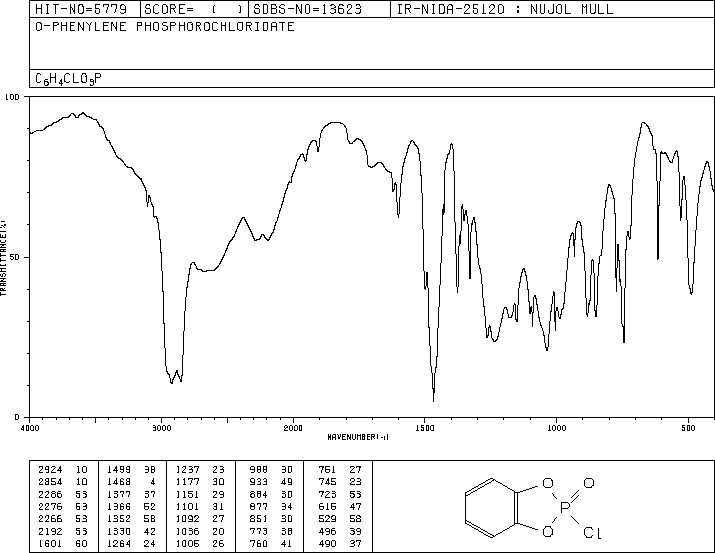 HIT-NO=5779 SCORE= ( ) SDBS-NO=13623 IR-NIDA-25120 : NUJOL MULL
O-PHENYLENE PHOSPHOROCHLORIDATE
C6H4CLO3P
100
50
0
TRANSMITTANCE(%)
4000 3000 2000 1500 1000 500
WAVENUMBER(-1)
2924 10 1499 38 1237 23 988 30 751 27
2854 10 1468 4 1177 30 933 49 745 23
2286 53 1377 37 1151 29 884 30 723 53
2276 53 1366 52 1101 31 877 34 615 47
2266 53 1352 58 1092 27 851 30 529 58
2192 53 1330 42 1036 20 773 38 496 39
1601 60 1264 24 1005 26 760 41 490 37
O O
P
O Cl